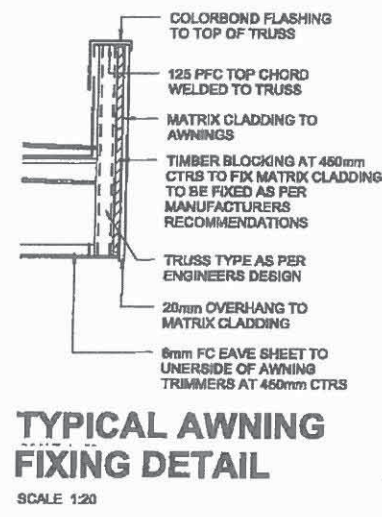 COLORBOND FLASHING
TO TOP OF TRUSS
125 PFC TOP CHORD
WELDED TO TRUSS
MATRIX CLADDING TO
AWNINGS
TIMBER BLOCKING AT 450mm
CTRS TO FIX MATRIX CLADDING
TO BE FIXED AS PER
MANUFACTURERS
RECOMMENDATIONS
TRUSS TYPE AS PER
ENGINEERS DESIGN
20mm OVERHANG TO
MATRIX CLADDING
6mm FC EAVE SHEET TO
UNERSIDE OF AWNING
TRIMMERS AT 450mm CTRS
TYPICAL AWNING
FIXING DETAIL
SCALE 1:20